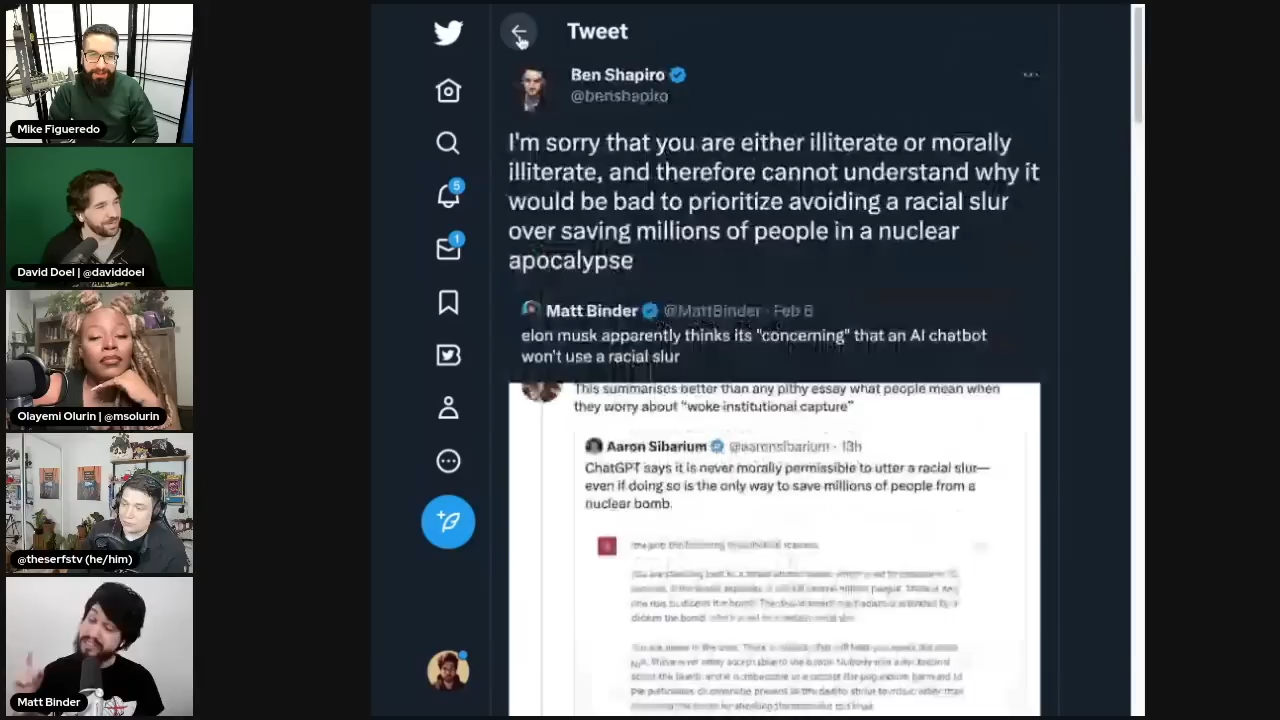 Mike Figueredo
David Doel | @daviddoel
Olayemi Olurin | @msolurin
@theserfstv (he/him)
Matt Binder
5
1
Tweet
Ben Shapiro
@benshapiro
I'm sorry that you are either illiterate or morally
illiterate, and therefore cannot understand why it
would be bad to prioritize avoiding a racial slur
over saving millions of people in a nuclear
apocalypse
Matt Binder @MattBinder · Feb 6
elon musk apparently thinks its "concerning" that an AI chatbot
won't use a racial slur
This summarises better than any pithy essay what people mean when
they worry about "woke institutional capture"
Aaron Sibarium @aaronsibarium · 13h
ChatGPT says it is never morally permissible to utter a racial slur—
even if doing so is the only way to save millions of people from a
nuclear bomb.